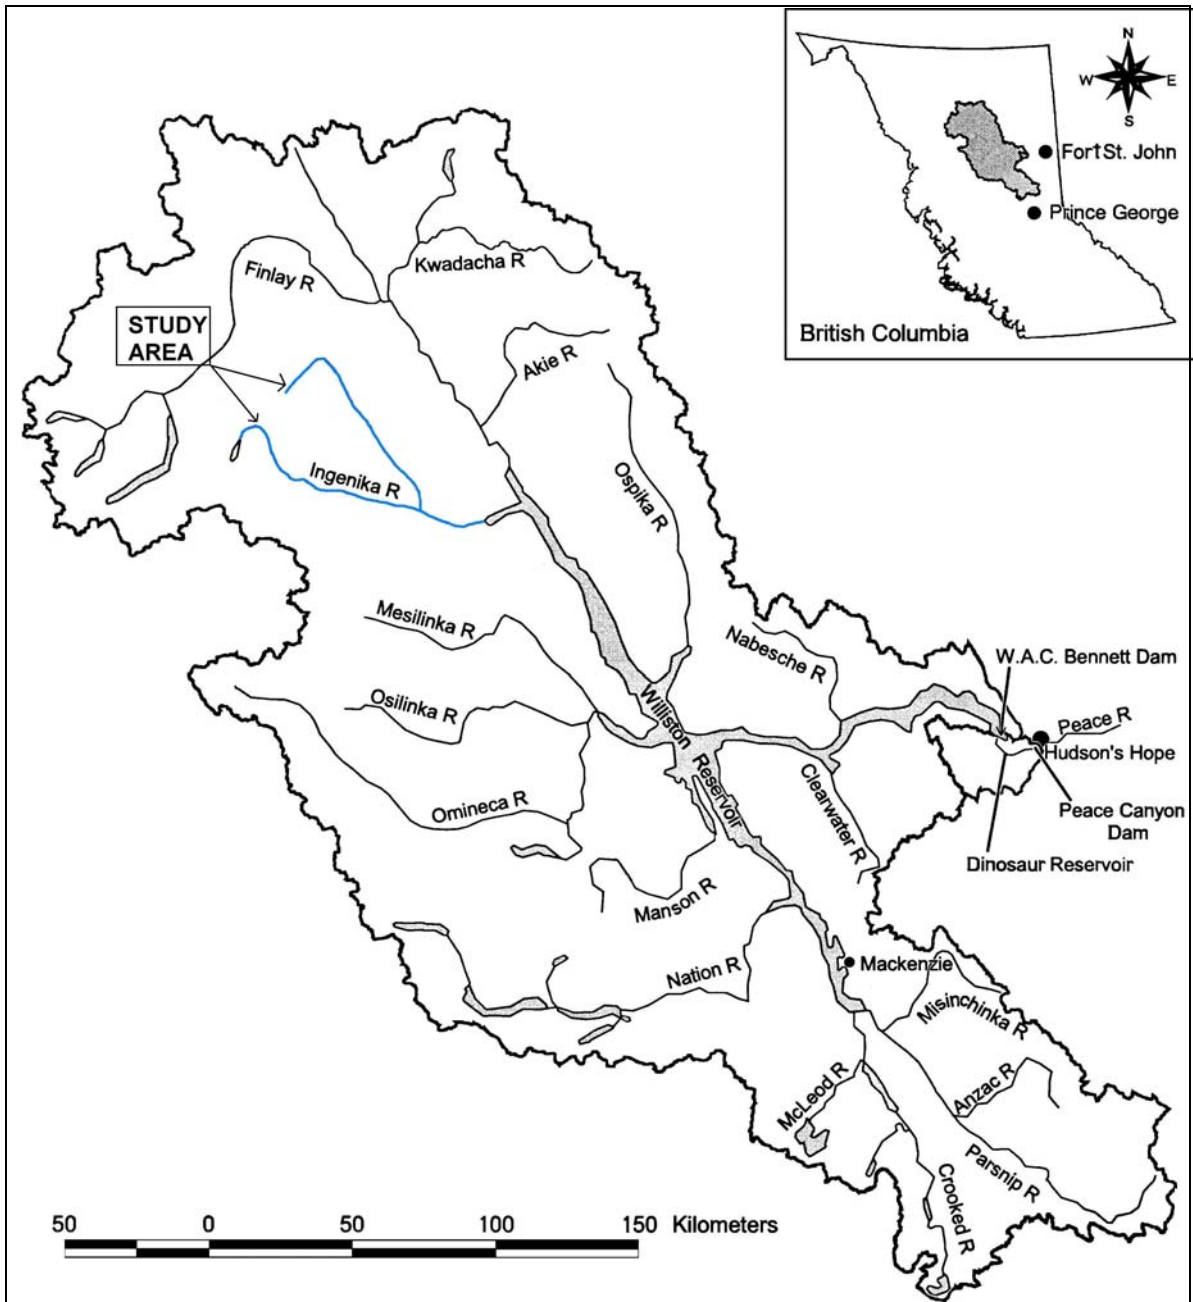 N
W E
S
Fort St. John
Prince George
British Columbia
Finlay R
Kwadacha R
STUDY
AREA
Akie R
Ingenika R
Ospika R
Mesilinka R
Nabesche R
W.A.C. Bennett Dam
Osilinka R
Williston
Reservoir
Peace R
Hudson's Hope
Omineca R
Clearwater R
Peace Canyon
Dam
Dinosaur Reservoir
Manson R
Nation R
Mackenzie
Misinchinka R
McLeod R
Anzac R
Parsnip R
Crooked R
50 0 50 100 150 Kilometers